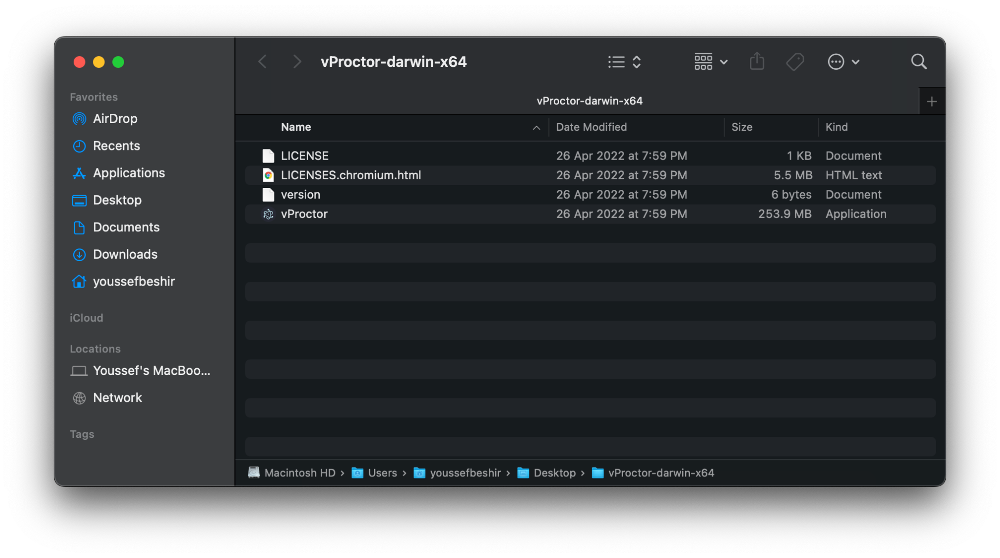 vProctor-darwin-x64
vProctor-darwin-x64
Favorites
AirDrop
Recents
Applications
Desktop
Documents
Downloads
youssefbeshir
iCloud
Locations
Youssef's MacBoo...
Network
Tags
Name Date Modified Size Kind
LICENSE 26 Apr 2022 at 7:59 PM 1 KB Document
LICENSES.chromium.html 26 Apr 2022 at 7:59 PM 5.5 MB HTML text
version 26 Apr 2022 at 7:59 PM 6 bytes Document
vProctor 26 Apr 2022 at 7:59 PM 253.9 MB Application
Macintosh HD › Users › youssefbeshir › Desktop › vProctor-darwin-x64